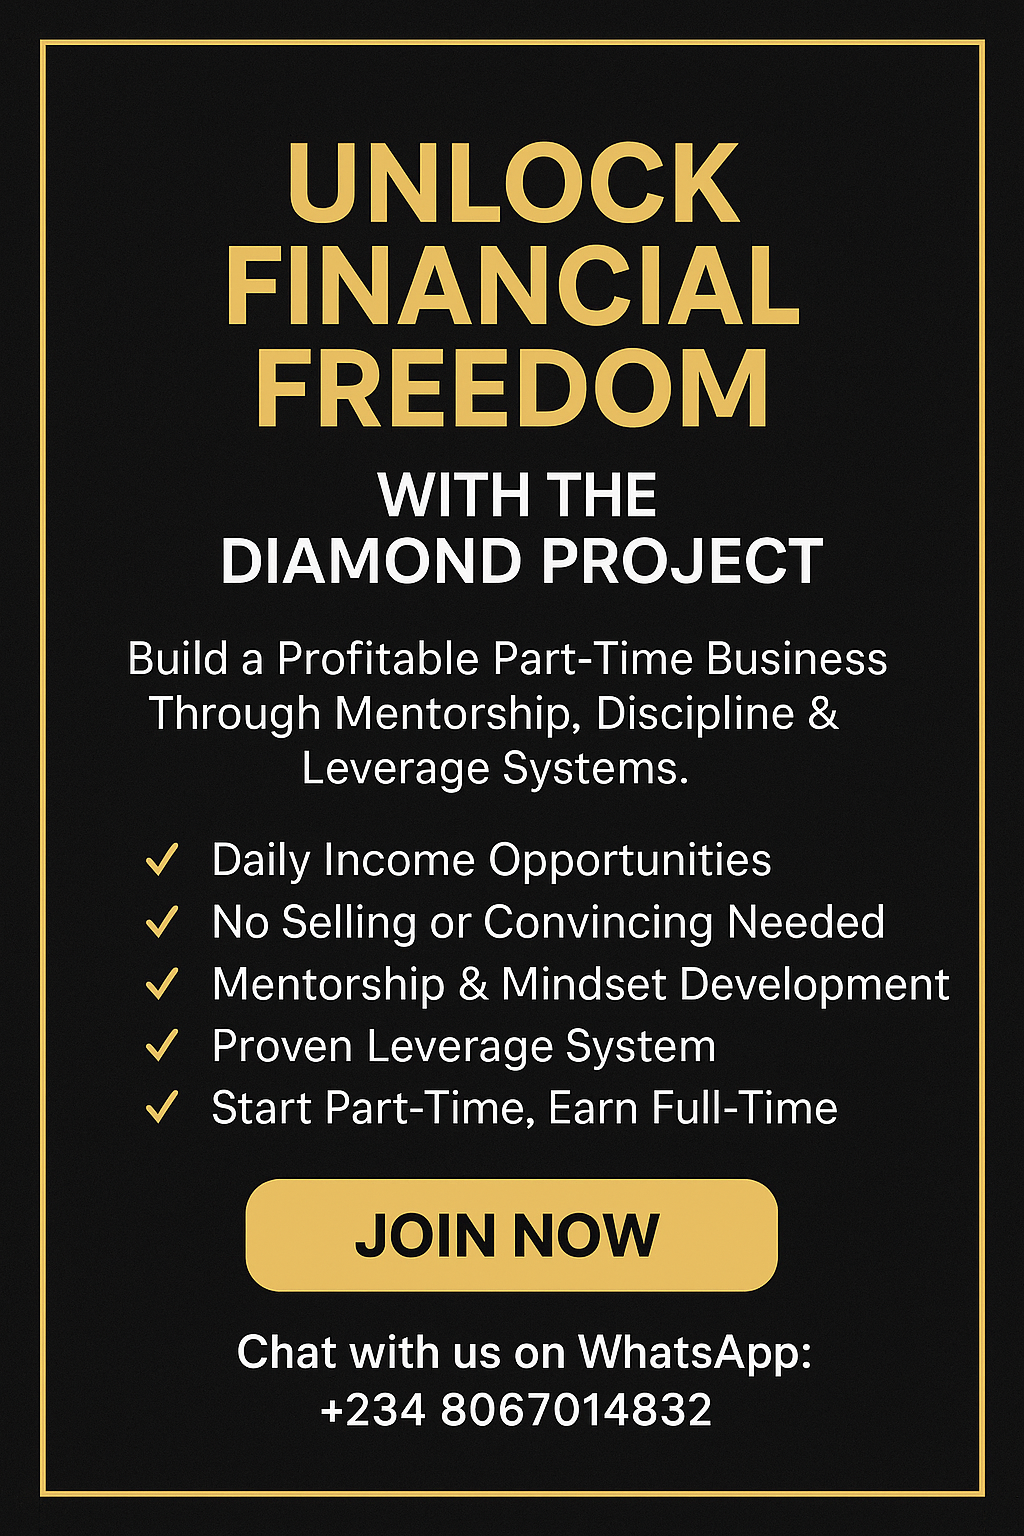 UNLOCK
FINANCIAL
FREEDOM
WITH THE
DIAMOND PROJECT
Build a Profitable Part-Time Business
Through Mentorship, Discipline &
Leverage Systems.
✓ Daily Income Opportunities
✓ No Selling or Convincing Needed
✓ Mentorship & Mindset Development
✓ Proven Leverage System
✓ Start Part-Time, Earn Full-Time
JOIN NOW
Chat with us on WhatsApp:
+234 8067014832